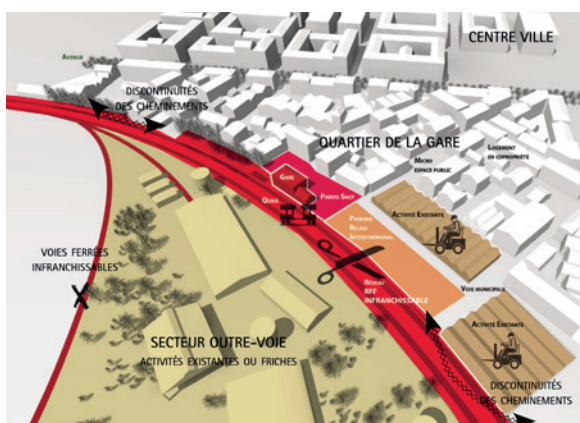 CENTRE VILLE
AVENUE
DISCONTINUITÉS
DES CHEMINEMENTS
QUARTIER DE LA GARE
LOGEMENT
EN COPROPRIÉTÉ
MICRO
ESPACE PUBLIC
GARE
QUAIS
PARVIS SNCF
PARKING
RELAIS
INTERCOMMUNAL
ACTIVITÉ EXISTANTE
VOIES FERRÉES
INFRANCHISSABLES
RÉSEAU
RFF
INFRANCHISSABLE
VOIE MUNICIPALE
ACTIVITÉ EXISTANTE
SECTEUR OUTRE-VOIE
ACTIVITÉS EXISTANTES OU FRICHES
DISCONTINUITÉS
DES CHEMINEMENTS